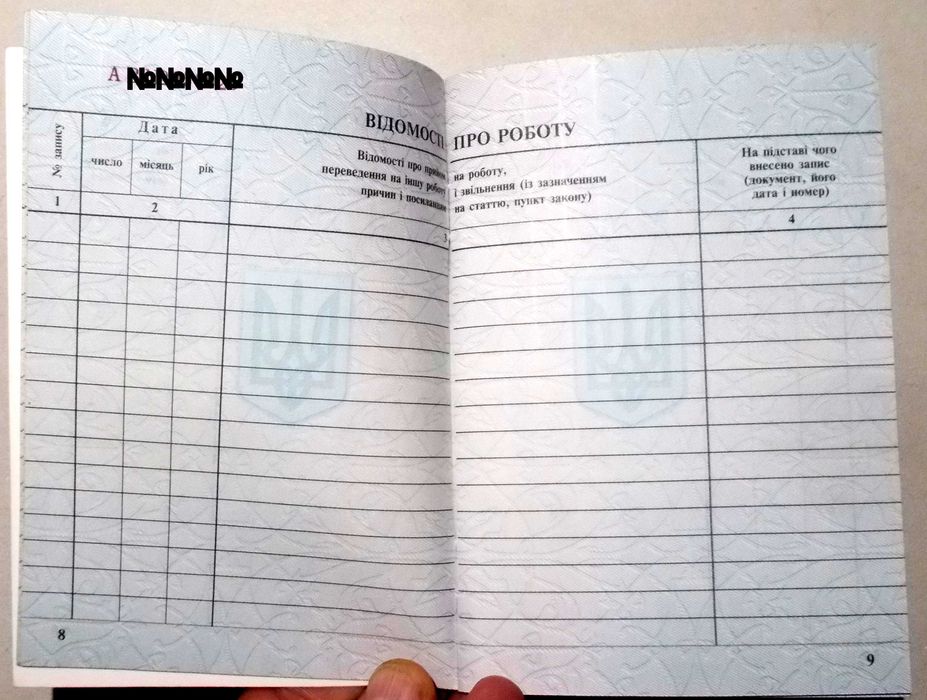 А №№№№
ВІДОМОСТІ ПРО РОБОТУ
№ запису
Дата
число місяць рік
Відомості про прийом на роботу,
переведення на іншу роботу і звільнення (із зазначенням
причин і посиланням на статтю, пункт закону)
На підставі чого
внесено запис
(документ, його
дата і номер)
1 2 3 4
8
9